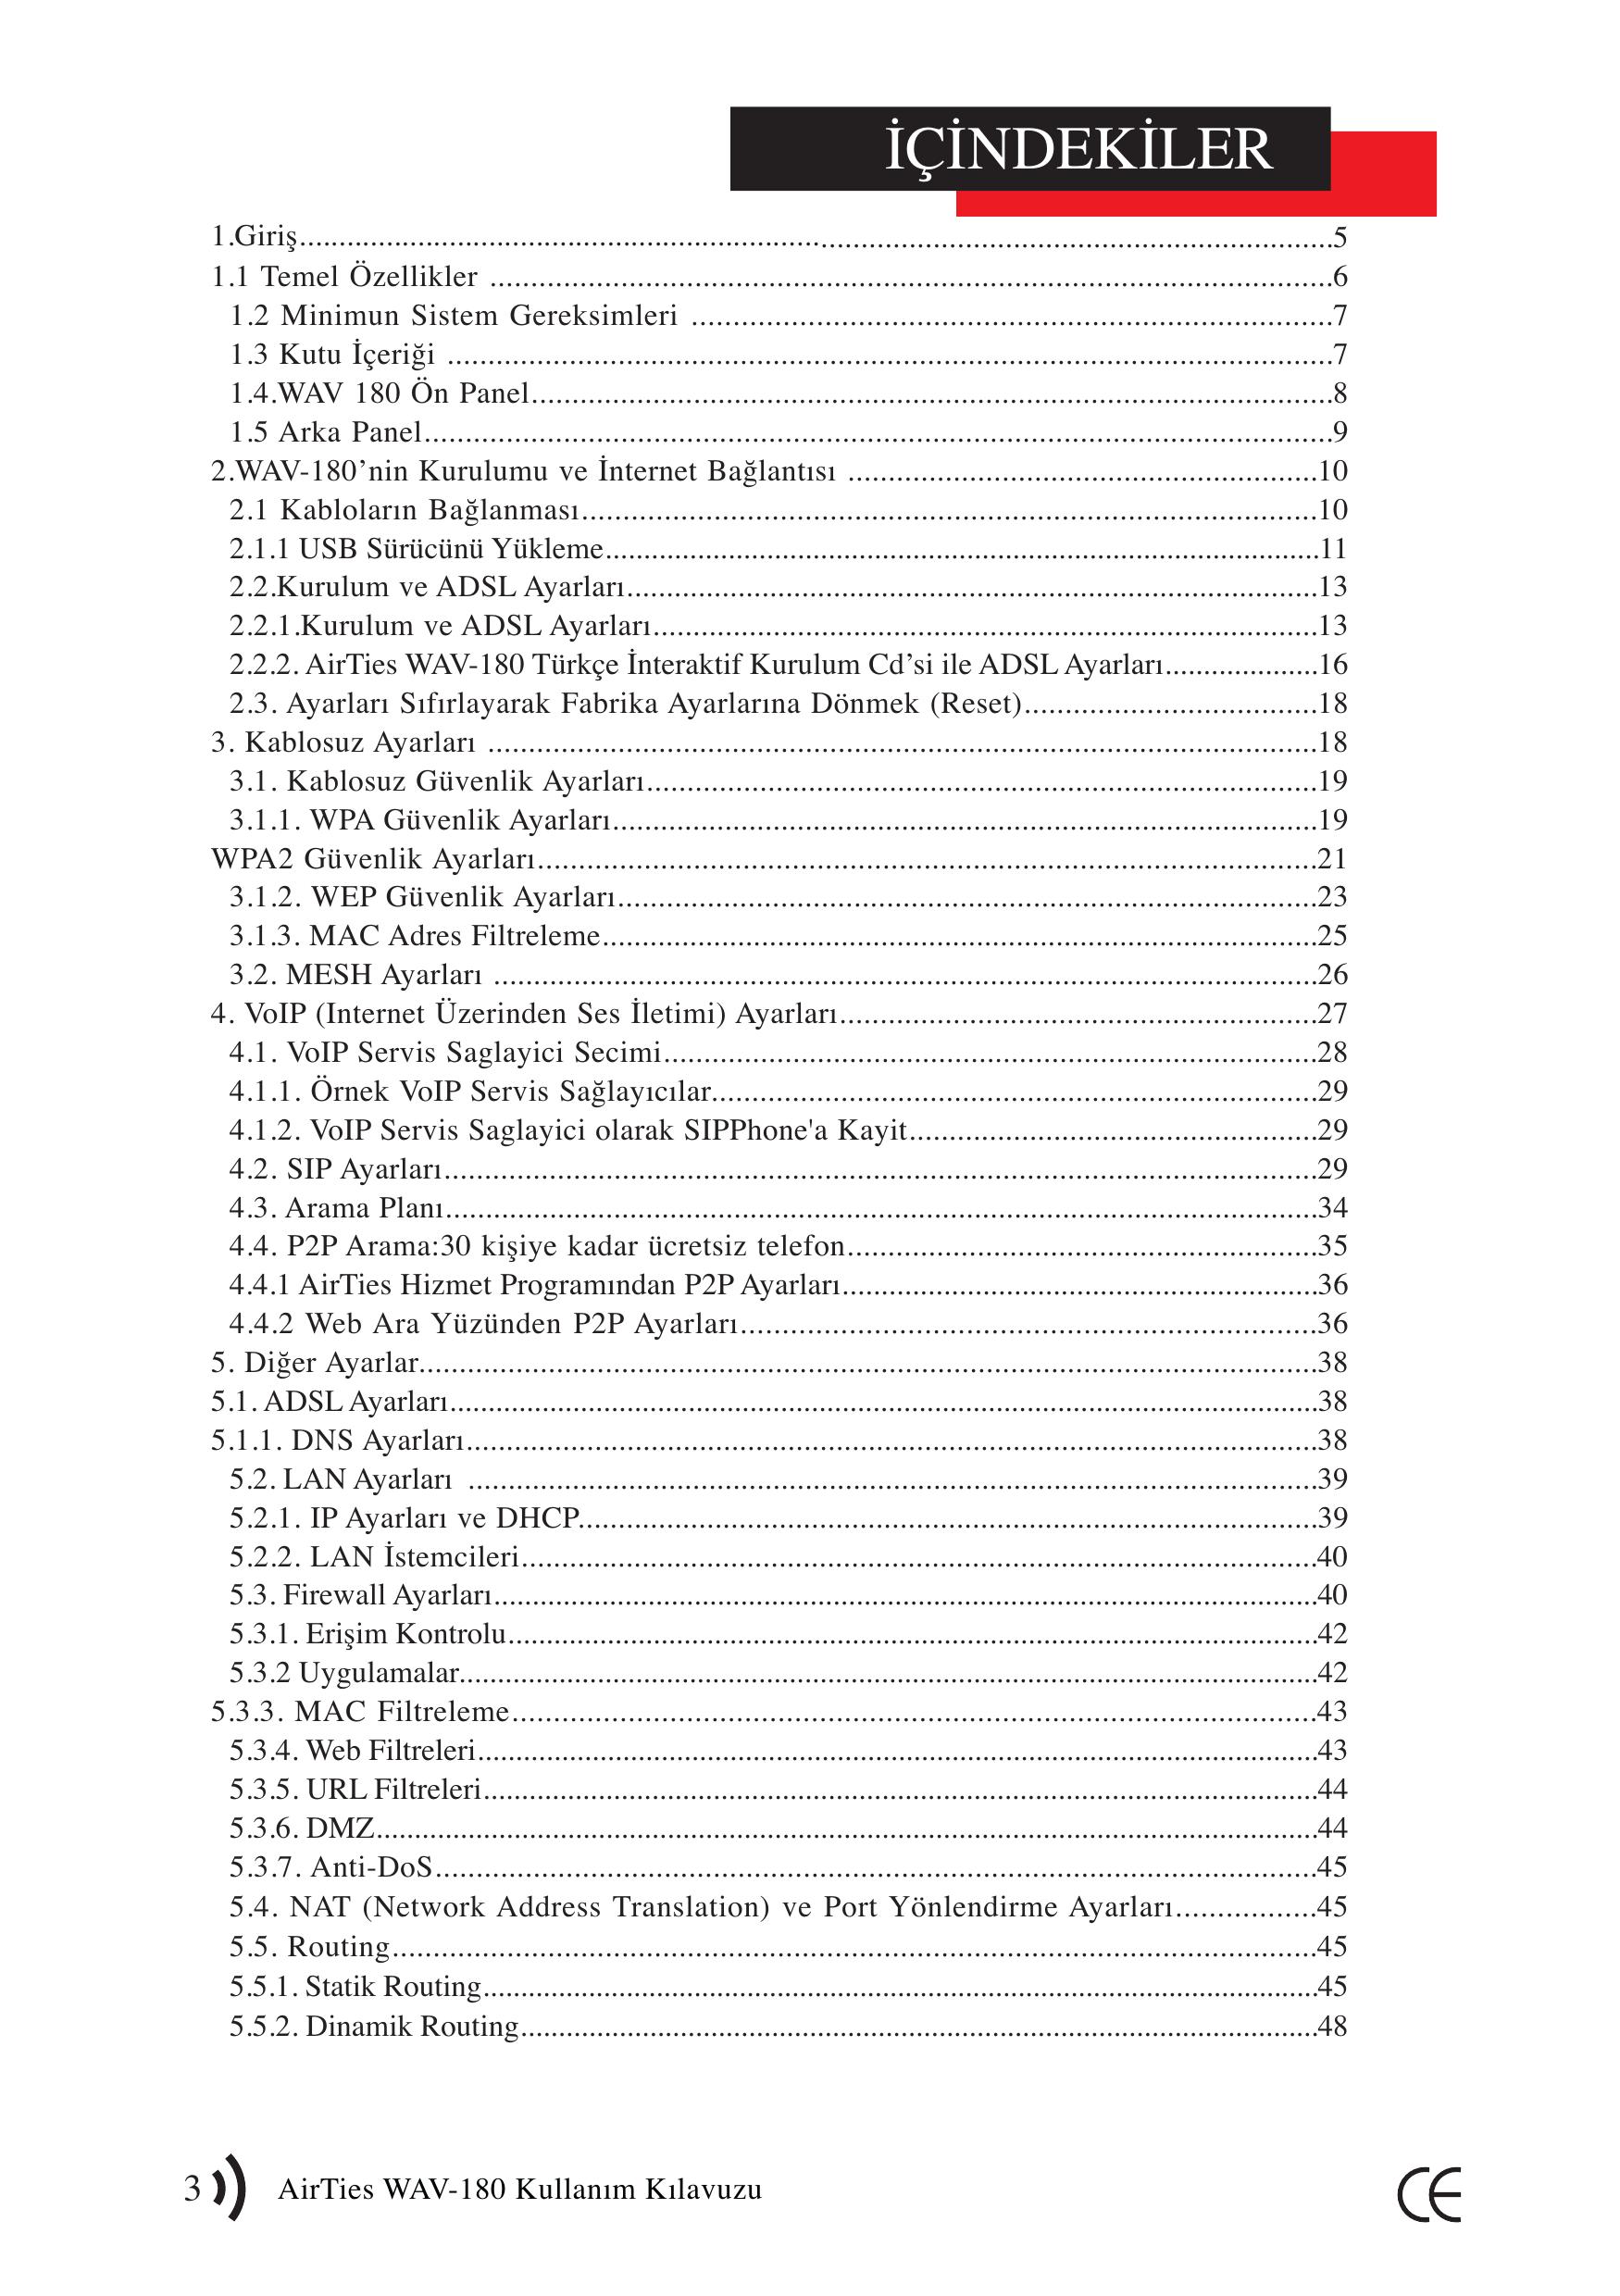 İÇİNDEKİLER
1.Giriş...................................................................................................................................5
1.1 Temel Özellikler ........................................................................................................6
1.2 Minimun Sistem Gereksimleri ..............................................................................7
1.3 Kutu İçeriği .............................................................................................................7
1.4.WAV 180 Ön Panel...................................................................................................8
1.5 Arka Panel................................................................................................................9
2.WAV-180’nin Kurulumu ve İnternet Bağlantısı .........................................................10
2.1 Kabloların Bağlanması...........................................................................................10
2.1.1 USB Sürücünü Yükleme...........................................................................................11
2.2.Kurulum ve ADSL Ayarları........................................................................................13
2.2.1.Kurulum ve ADSL Ayarları.....................................................................................13
2.2.2. AirTies WAV-180 Türkçe İnteraktif Kurulum Cd’si ile ADSL Ayarları...................16
2.3. Ayarları Sıfırlayarak Fabrika Ayarlarına Dönmek (Reset)....................................18
3. Kablosuz Ayarları ......................................................................................................18
3.1. Kablosuz Güvenlik Ayarları...................................................................................19
3.1.1. WPA Güvenlik Ayarları.......................................................................................19
WPA2 Güvenlik Ayarları................................................................................................21
3.1.2. WEP Güvenlik Ayarları......................................................................................23
3.1.3. MAC Adres Filtreleme........................................................................................25
3.2. MESH Ayarları .....................................................................................................26
4. VoIP (Internet Üzerinden Ses İletimi) Ayarları...........................................................27
4.1. VoIP Servis Saglayici Secimi.................................................................................28
4.1.1. Örnek VoIP Servis Sağlayıcılar...........................................................................29
4.1.2. VoIP Servis Saglayici olarak SIPPhone'a Kayit..................................................29
4.2. SIP Ayarları............................................................................................................29
4.3. Arama Planı............................................................................................................34
4.4. P2P Arama:30 kişiye kadar ücretsiz telefon..........................................................35
4.4.1 AirTies Hizmet Programından P2P Ayarları............................................................36
4.4.2 Web Ara Yüzünden P2P Ayarları.......................................................................36
5. Diğer Ayarlar...............................................................................................................38
5.1. ADSL Ayarları.............................................................................................................38
5.1.1. DNS Ayarları.........................................................................................................38
5.2. LAN Ayarları ..........................................................................................................39
5.2.1. IP Ayarları ve DHCP............................................................................................39
5.2.2. LAN İstemcileri..................................................................................................40
5.3. Firewall Ayarları.........................................................................................................40
5.3.1. Erişim Kontrolu........................................................................................................42
5.3.2 Uygulamalar.............................................................................................................42
5.3.3. MAC Filtreleme...................................................................................................43
5.3.4. Web Filtreleri...........................................................................................................43
5.3.5. URL Filtreleri...........................................................................................................44
5.3.6. DMZ.........................................................................................................................44
5.3.7. Anti-DoS.............................................................................................................45
5.4. NAT (Network Address Translation) ve Port Yönlendirme Ayarları.................45
5.5. Routing...................................................................................................................45
5.5.1. Statik Routing..........................................................................................................45
5.5.2. Dinamik Routing......................................................................................................48
3 AirTies WAV-180 Kullanım Kılavuzu CE